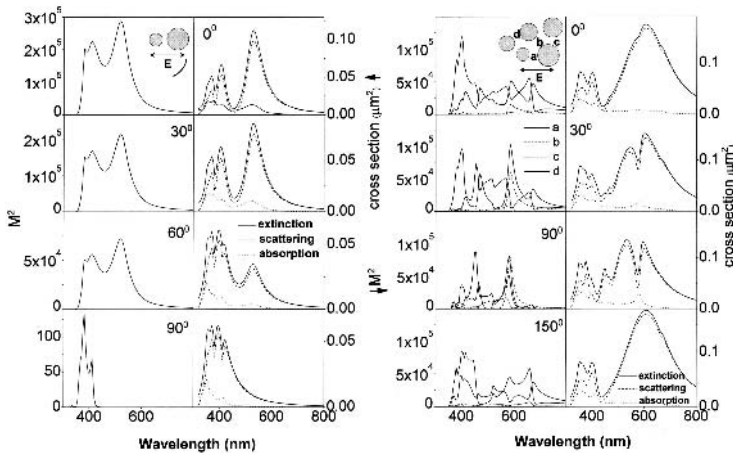 3x10⁵
2x10⁵
1x10⁵
0
E
0⁰
0.10
0.05
0.00
2x10⁵
1x10⁵
0
30⁰
0.05
0.00
5x10⁴
0
60⁰
extinction
scattering
absorption
0.05
0.00
100
50
0
90⁰
0.05
0.00
M²
cross section (μm²)
400 600
400 600 800
Wavelength (nm)
1x10⁵
5x10⁴
0
d
b
c
a
E
0⁰
0.1
0.0
1x10⁵
5x10⁴
0
a
b
c
d
30⁰
0.1
0.0
1x10⁵
5x10⁴
0
90⁰
0.1
0.0
1x10⁵
5x10⁴
0
150⁰
extinction
scattering
absorption
0.1
0.0
M²
cross section (μm²)
400 600
400 600 800
Wavelength (nm)